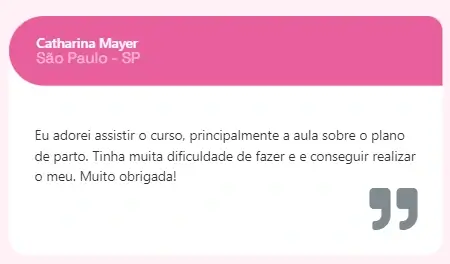 Catharina Mayer
São Paulo - SP
Eu adorei assistir o curso, principalmente a aula sobre o plano
de parto. Tinha muita dificuldade de fazer e e conseguir realizar
o meu. Muito obrigada!